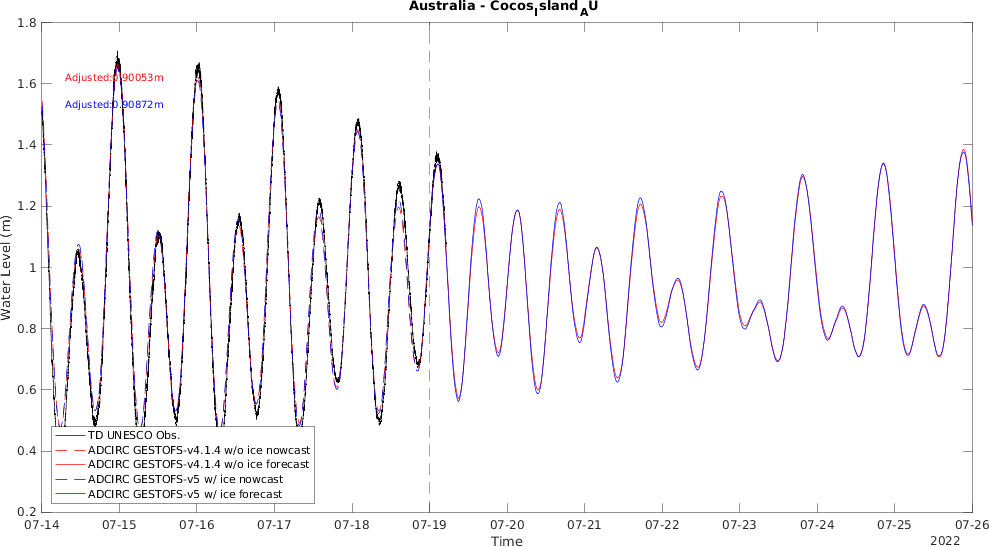 Australia - Cocos_Island_AU
1.8
1.6
1.4
1.2
1
0.8
0.6
0.4
0.2
Water Level (m)
Adjusted:0.90053m
Adjusted:0.90872m
TD UNESCO Obs.
ADCIRC GESTOFS-v4.1.4 w/o ice nowcast
ADCIRC GESTOFS-v4.1.4 w/o ice forecast
ADCIRC GESTOFS-v5 w/ ice nowcast
ADCIRC GESTOFS-v5 w/ ice forecast
07-14 07-15 07-16 07-17 07-18 07-19 07-20 07-21 07-22 07-23 07-24 07-25 07-26
Time
2022